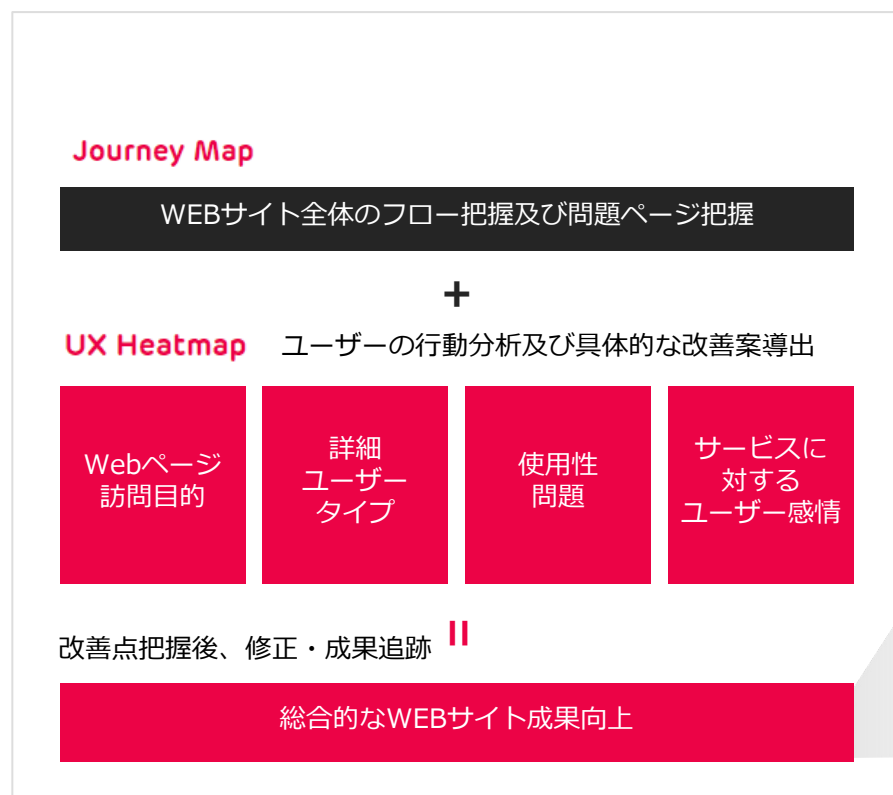 Journey Map
WEBサイト全体のフロー把握及び問題ページ把握
+
UX Heatmap ユーザーの行動分析及び具体的な改善案導出
Webページ
訪問目的
詳細
ユーザー
タイプ
使用性
問題
サービスに
対する
ユーザー感情
改善点把握後、修正・成果追跡
総合的なWEBサイト成果向上